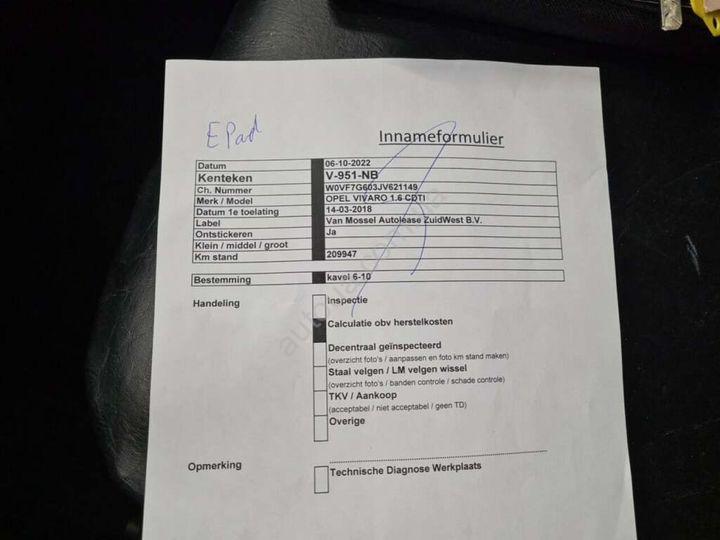 EPad
Innameformulier
Datum 06-10-2022
Kenteken V-951-NB
Ch. Nummer W0VF7G603JV621149
Merk / Model OPEL VIVARO 1.6 CDTI
Datum 1e toelating 14-03-2018
Label Van Mossel Autolease ZuidWest B.V.
Ontstickeren Ja
Klein / middel / groot
Km stand 209947
Bestemming kavel 6-10
Handeling Inspectie
Calculatie obv herstelkosten
Decentraal geïnspecteerd
(overzicht foto's / aanpassen en foto km stand maken)
Staal velgen / LM velgen wissel
(overzicht foto's / banden controle / schade controle)
TKV / Aankoop
(acceptabel / niet acceptabel / geen TD)
Overige
Opmerking
Technische Diagnose Werkplaats